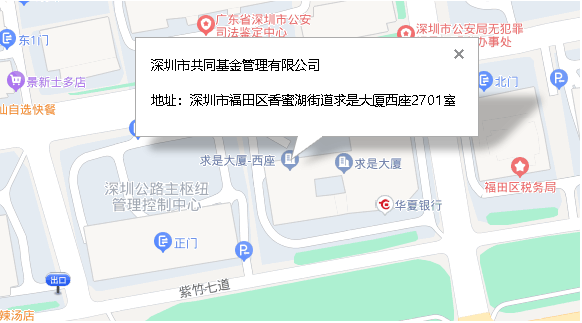 广东省深圳市公安
司法鉴定中心
深圳市公安局无犯罪
办事处
东1门
景新士多店
仙自选快餐
北门
深圳市共同基金管理有限公司
地址：深圳市福田区香蜜湖街道求是大厦西座2701室
求是大厦-西座
求是大厦
福田区税务局
深圳公路主枢纽
管理控制中心
华夏银行
正门
出口
紫竹七道
辣汤店